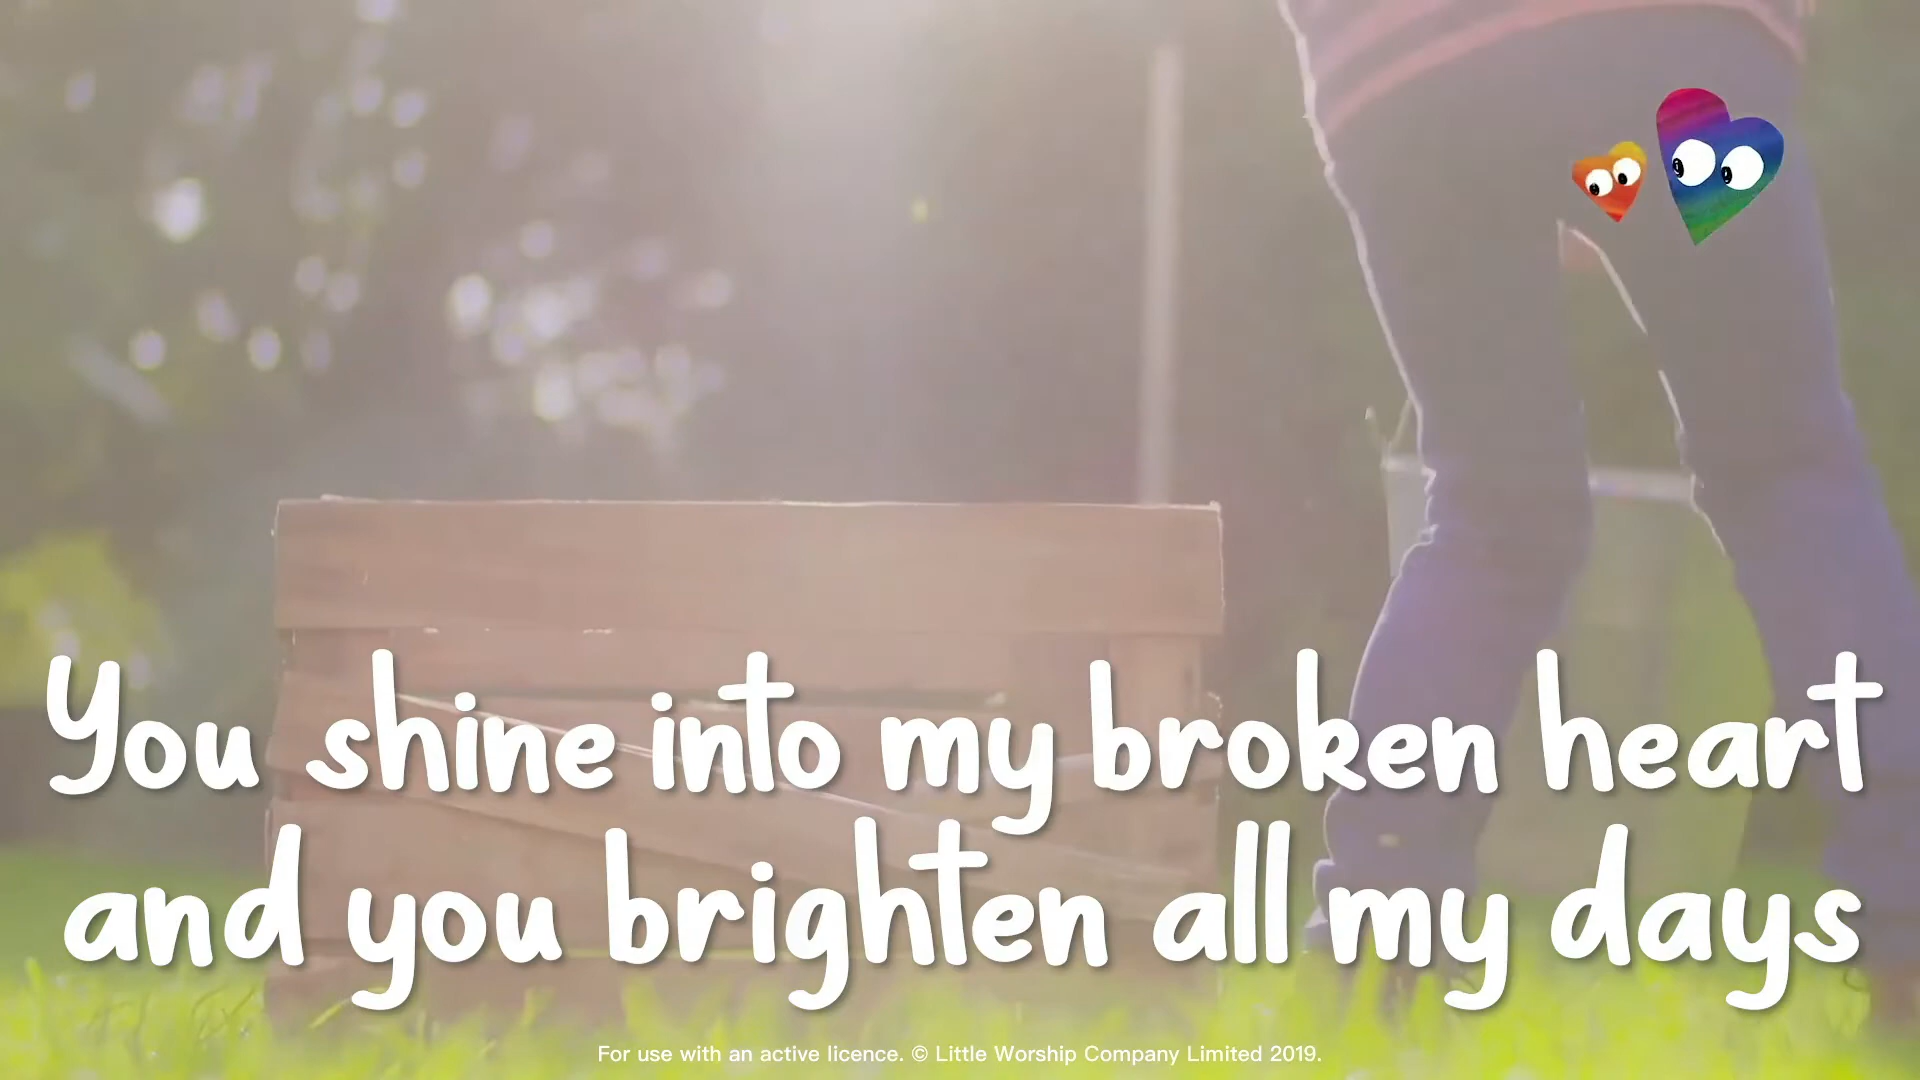 You shine into my broken heart
and you brighten all my days
For use with an active licence. © Little Worship Company Limited 2019.